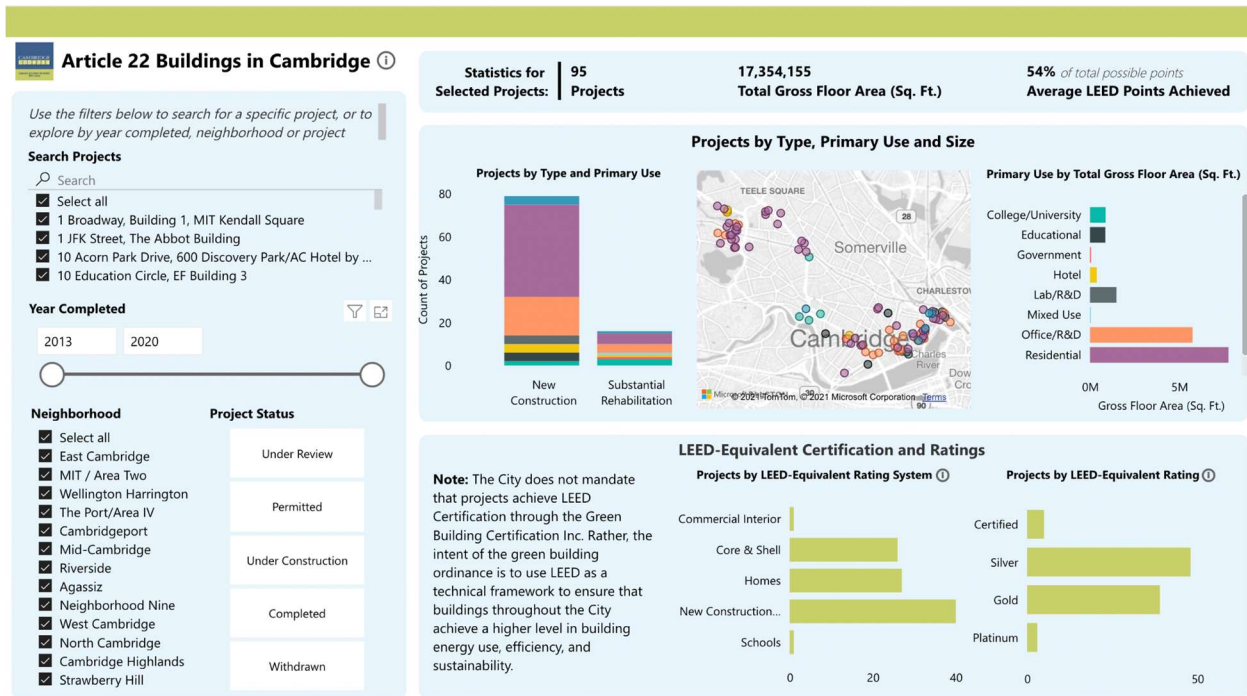 Article 22 Buildings in Cambridge
Use the filters below to search for a specific project, or to
explore by year completed, neighborhood or project
Search Projects
Search
Select all
1 Broadway, Building 1, MIT Kendall Square
1 JFK Street, The Abbot Building
10 Acorn Park Drive, 600 Discovery Park/AC Hotel by ...
10 Education Circle, EF Building 3
Year Completed
2013
2020
Neighborhood
Select all
East Cambridge
MIT / Area Two
Wellington Harrington
The Port/Area IV
Cambridgeport
Mid-Cambridge
Riverside
Agassiz
Neighborhood Nine
West Cambridge
North Cambridge
Cambridge Highlands
Strawberry Hill
Project Status
Under Review
Permitted
Under Construction
Completed
Withdrawn
Statistics for
Selected Projects:
95
Projects
17,354,155
Total Gross Floor Area (Sq. Ft.)
54% of total possible points
Average LEED Points Achieved
Projects by Type, Primary Use and Size
Projects by Type and Primary Use
Count of Projects
80
60
40
20
0
New
Construction
Substantial
Rehabilitation
TEELE SQUARE
28
Somerville
CHARLESTOW
Cambridge
Charles
River
Dow
Cro
90
© 2021 TomTom, © 2021 Microsoft Corporation
Terms
Primary Use by Total Gross Floor Area (Sq. Ft.)
College/University
Educational
Government
Hotel
Lab/R&D
Mixed Use
Office/R&D
Residential
0M
5M
Gross Floor Area (Sq. Ft.)
LEED-Equivalent Certification and Ratings
Note: The City does not mandate
that projects achieve LEED
Certification through the Green
Building Certification Inc. Rather, the
intent of the green building
ordinance is to use LEED as a
technical framework to ensure that
buildings throughout the City
achieve a higher level in building
energy use, efficiency, and
sustainability.
Projects by LEED-Equivalent Rating System
Commercial Interior
Core & Shell
Homes
New Construction...
Schools
0
20
40
Projects by LEED-Equivalent Rating
Certified
Silver
Gold
Platinum
0
50